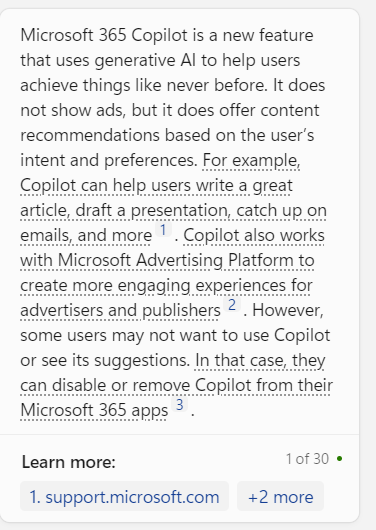 Microsoft 365 Copilot is a new feature
that uses generative AI to help users
achieve things like never before. It does
not show ads, but it does offer content
recommendations based on the user's
intent and preferences. For example,
Copilot can help users write a great
article, draft a presentation, catch up on
emails, and more 1 . Copilot also works
with Microsoft Advertising Platform to
create more engaging experiences for
advertisers and publishers 2 . However,
some users may not want to use Copilot
or see its suggestions. In that case, they
can disable or remove Copilot from their
Microsoft 365 apps 3 .
Learn more: 1 of 30
1. support.microsoft.com +2 more